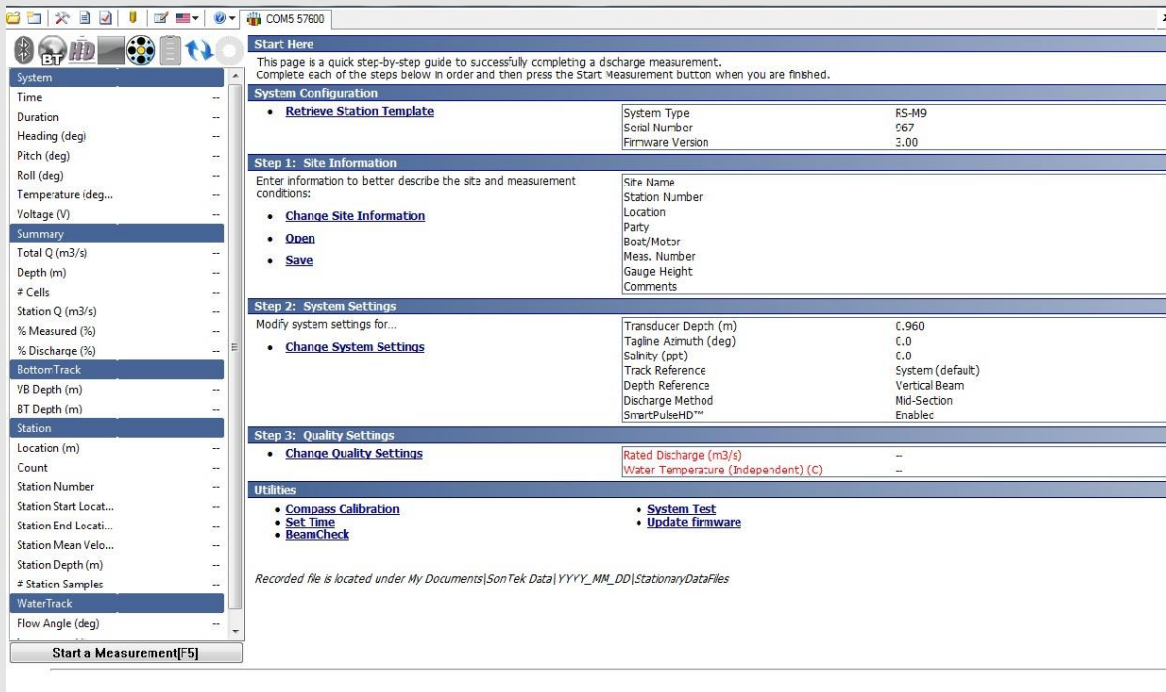 COM5 57600
BT
HD
Start Here
This page is a quick step-by-step guide to successfully completing a dscharge measurement.
Complete each of the steps below in order and then press the Start Measurement button when you are finished.
System
Time --
Duration --
Heading (deg) --
Pitch (deg) --
Roll (deg) --
Temperature (deg... --
Voltage (V) --
Summary
Total Q (m3/s) --
Depth (m) --
# Cells --
Station Q (m3/s) --
% Measured (%) --
% Discharge (%) --
BottomTrack
VB Depth (m) --
BT Depth (m) --
Station
Location (m) --
Count --
Station Number --
Station Start Locat... --
Station End Locati... --
Station Mean Velo... --
Station Depth (m) --
# Station Samples --
WaterTrack
Flow Angle (deg) --
Start a Measurement[F5]
System Configuration
• Retrieve Station Template
System Type RS-M9
Serial Number 967
Firmware Version 3.00
Step 1: Site Information
Enter information to better describe the site and measurement
conditions:
• Change Site Information
• Open
• Save
Site Name
Station Number
Location
Party
Boat/Motor
Meas. Number
Gauge Height
Comments
Step 2: System Settings
Modify system settings for...
• Change System Settings
Transducer Depth (m) 0.960
Tagline Azimuth (deg) 0.0
Salinity (ppt) 0.0
Track Reference System (default)
Depth Reference Vertical Beam
Discharge Method Mid-Section
SmartPulseHD™ Enabled
Step 3: Quality Settings
• Change Quality Settings
Rated Discharge (m3/s) --
Water Temperature (Independent) (C) --
Utilities
• Compass Calibration
• Set Time
• BeamCheck
• System Test
• Update firmware
Recorded file is located under My Documents|SonTek Data|YYYY_MM_DD|StationaryDataFiles